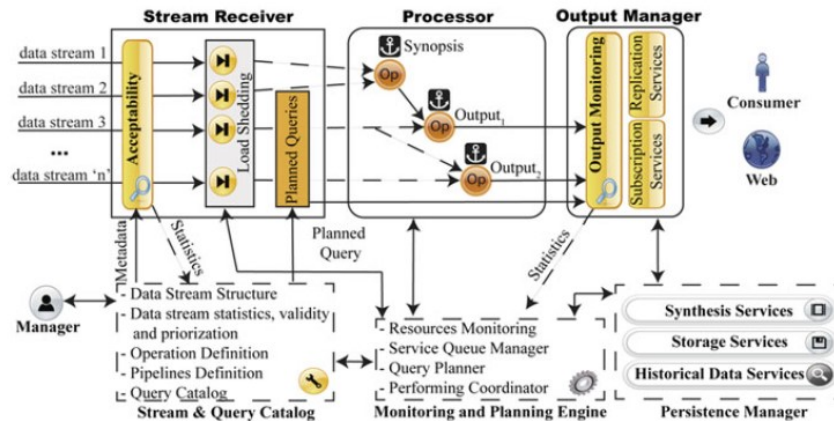 Stream Receiver
Processor
Output Manager
data stream 1
data stream 2
data stream 3
...
data stream 'n'
Acceptability
Load Shedding
Planned Queries
Synopsis
Op
Op
Output1
Op
Output2
Output Monitoring
Replication
Services
Subscription
Services
Consumer
Web
Metadata
Statistics
Planned
Query
Statistics
Manager
- Data Stream Structure
- Data stream statistics, validity
and priorization
- Operation Definition
- Pipelines Definition
- Query Catalog
Stream & Query Catalog
- Resources Monitoring
- Service Queue Manager
- Query Planner
- Performing Coordinator
Monitoring and Planning Engine
Synthesis Services
Storage Services
Historical Data Services
Persistence Manager